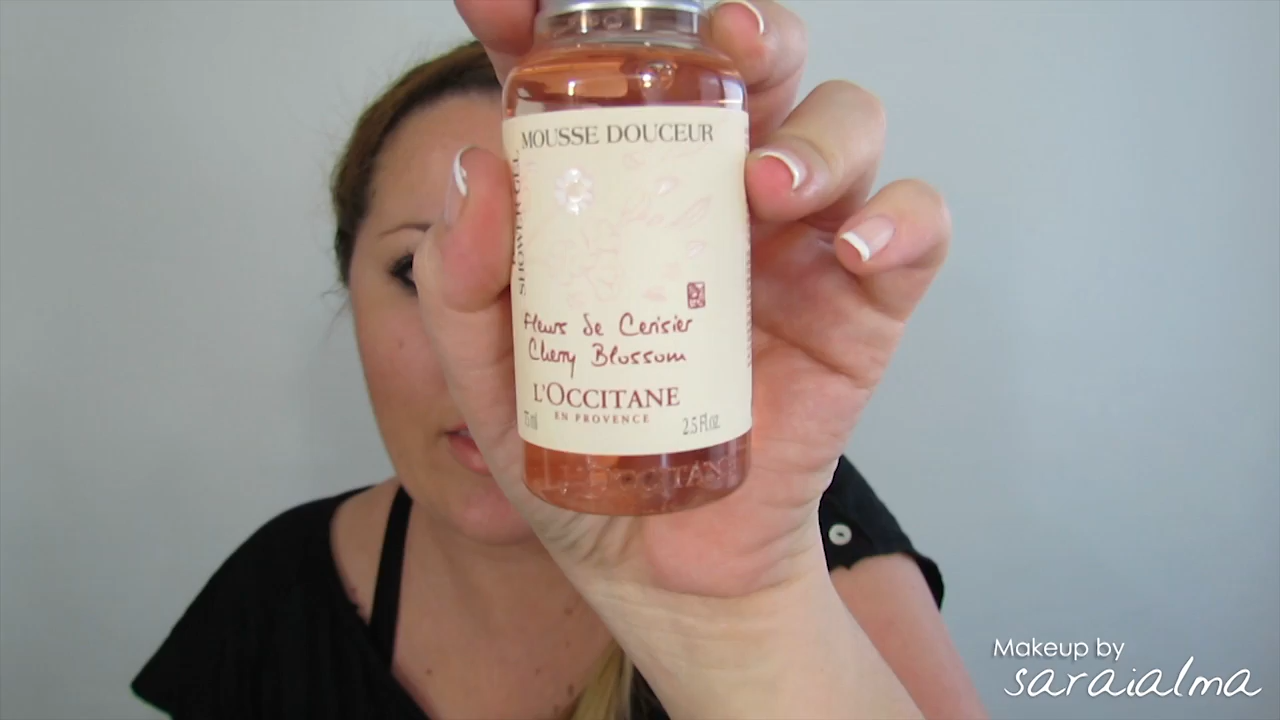 MOUSSE DOUCEUR
SHOWER GEL
Fleurs de Cerisier
Cherry Blossom
L'OCCITANE
EN PROVENCE
75 ml 2.5 Fl.oz.
L'OCCITANE
Makeup by
saraialma